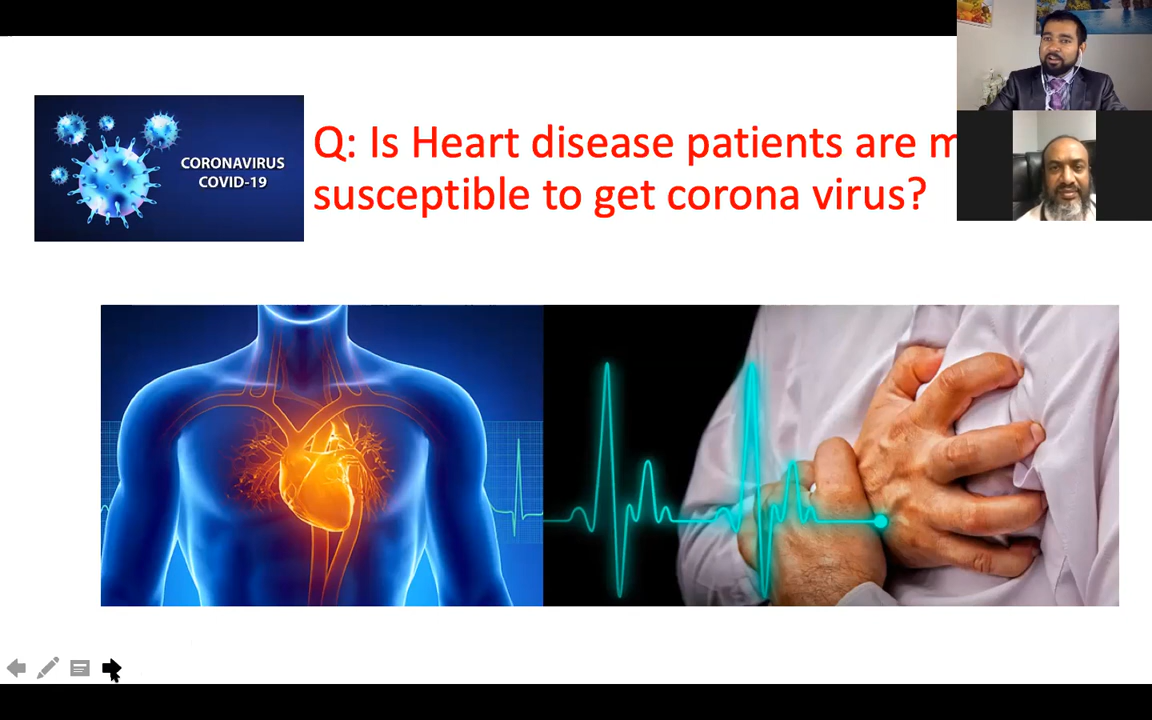 CORONAVIRUS
COVID-19
Q: Is Heart disease patients are
susceptible to get corona virus?